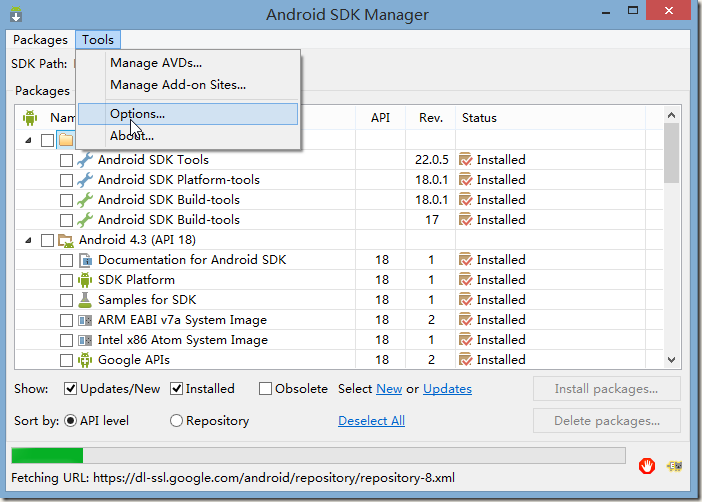 Android SDK Manager
Packages Tools
SDK Path:
Manage AVDs...
Manage Add-on Sites...
Options...
About...
Packages
API Rev. Status
Android SDK Tools 22.0.5 Installed
Android SDK Platform-tools 18.0.1 Installed
Android SDK Build-tools 18.0.1 Installed
Android SDK Build-tools 17 Installed
Android 4.3 (API 18)
Documentation for Android SDK 18 1 Installed
SDK Platform 18 1 Installed
Samples for SDK 18 1 Installed
ARM EABI v7a System Image 18 2 Installed
Intel x86 Atom System Image 18 1 Installed
Google APIs 18 2 Installed
Show: Updates/New Installed Obsolete Select New or Updates Install packages...
Sort by: API level Repository Deselect All Delete packages...
Fetching URL: https://dl-ssl.google.com/android/repository/repository-8.xml